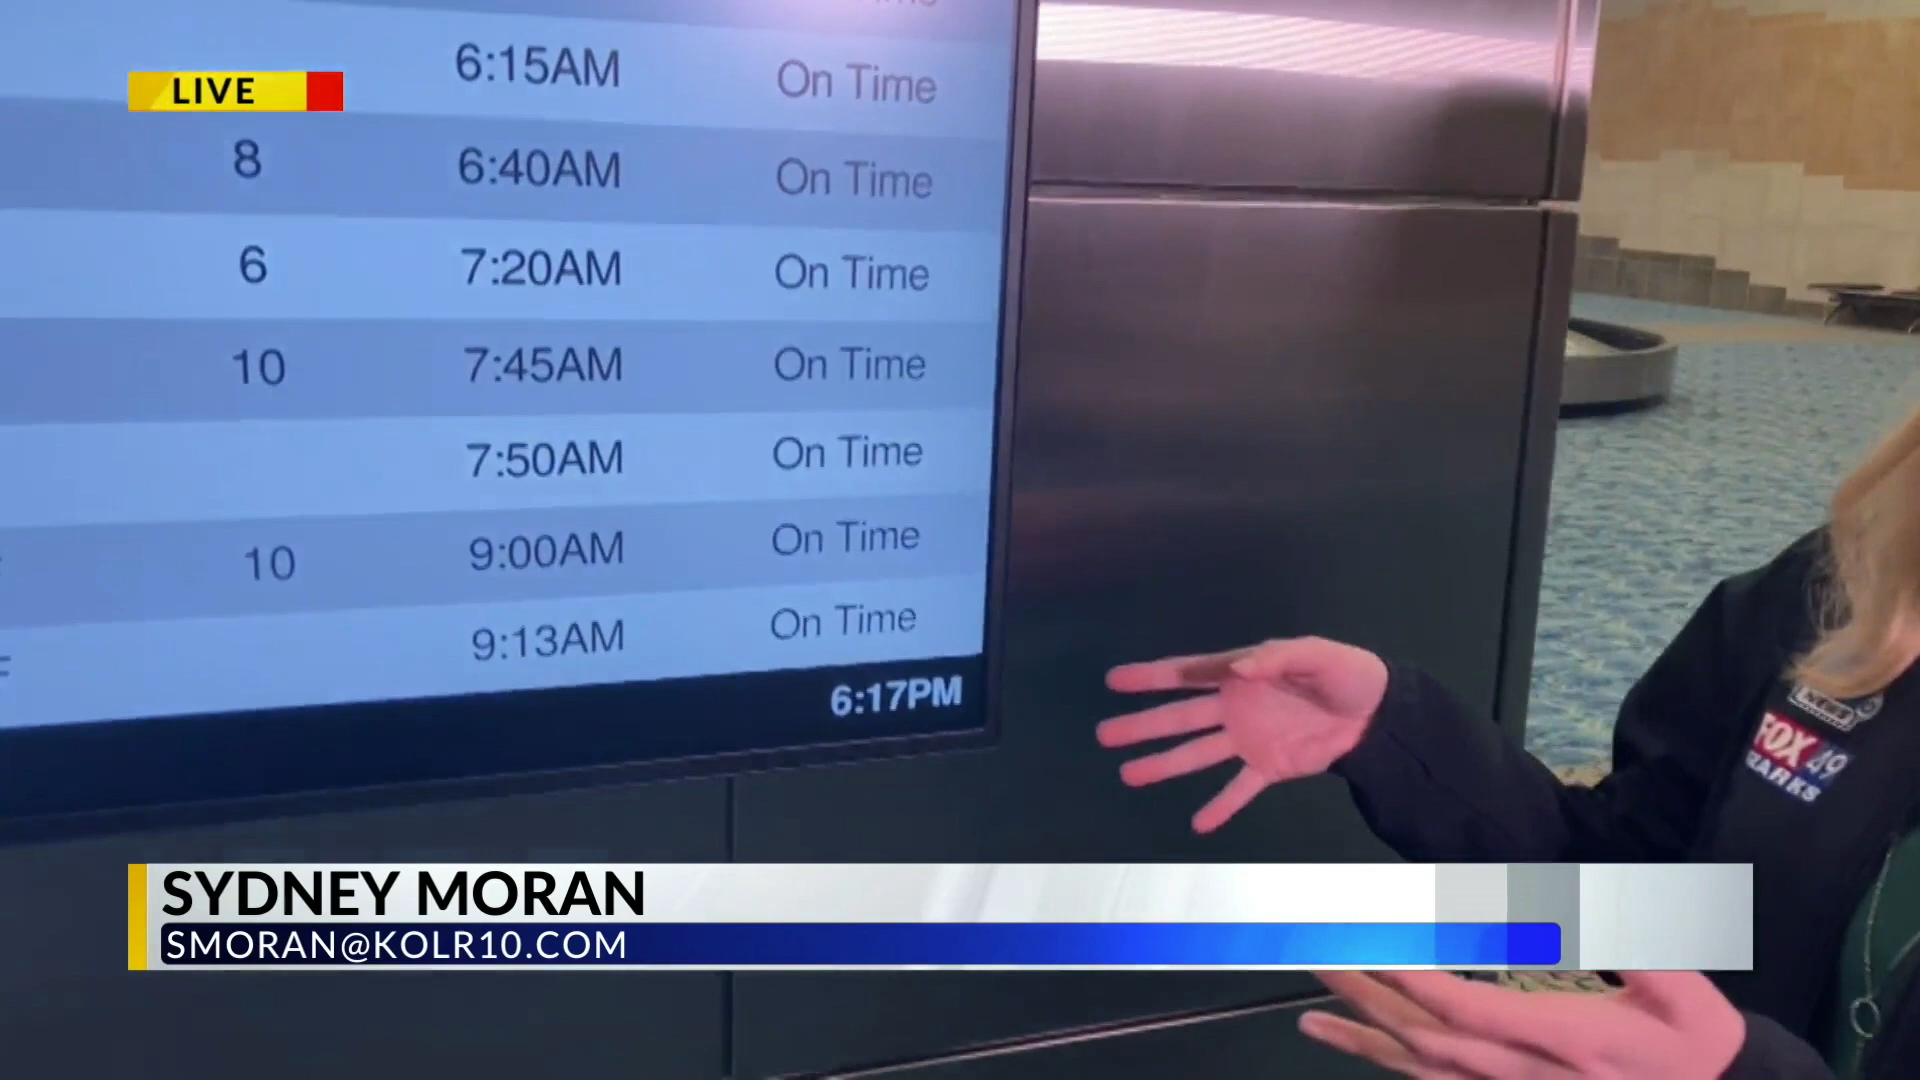 Time
LIVE
6:15AM On Time
8 6:40AM On Time
6 7:20AM On Time
10 7:45AM On Time
7:50AM On Time
10 9:00AM On Time
9:13AM On Time
6:17PM
FOX 49
SYDNEY MORAN
SMORAN@KOLR10.COM